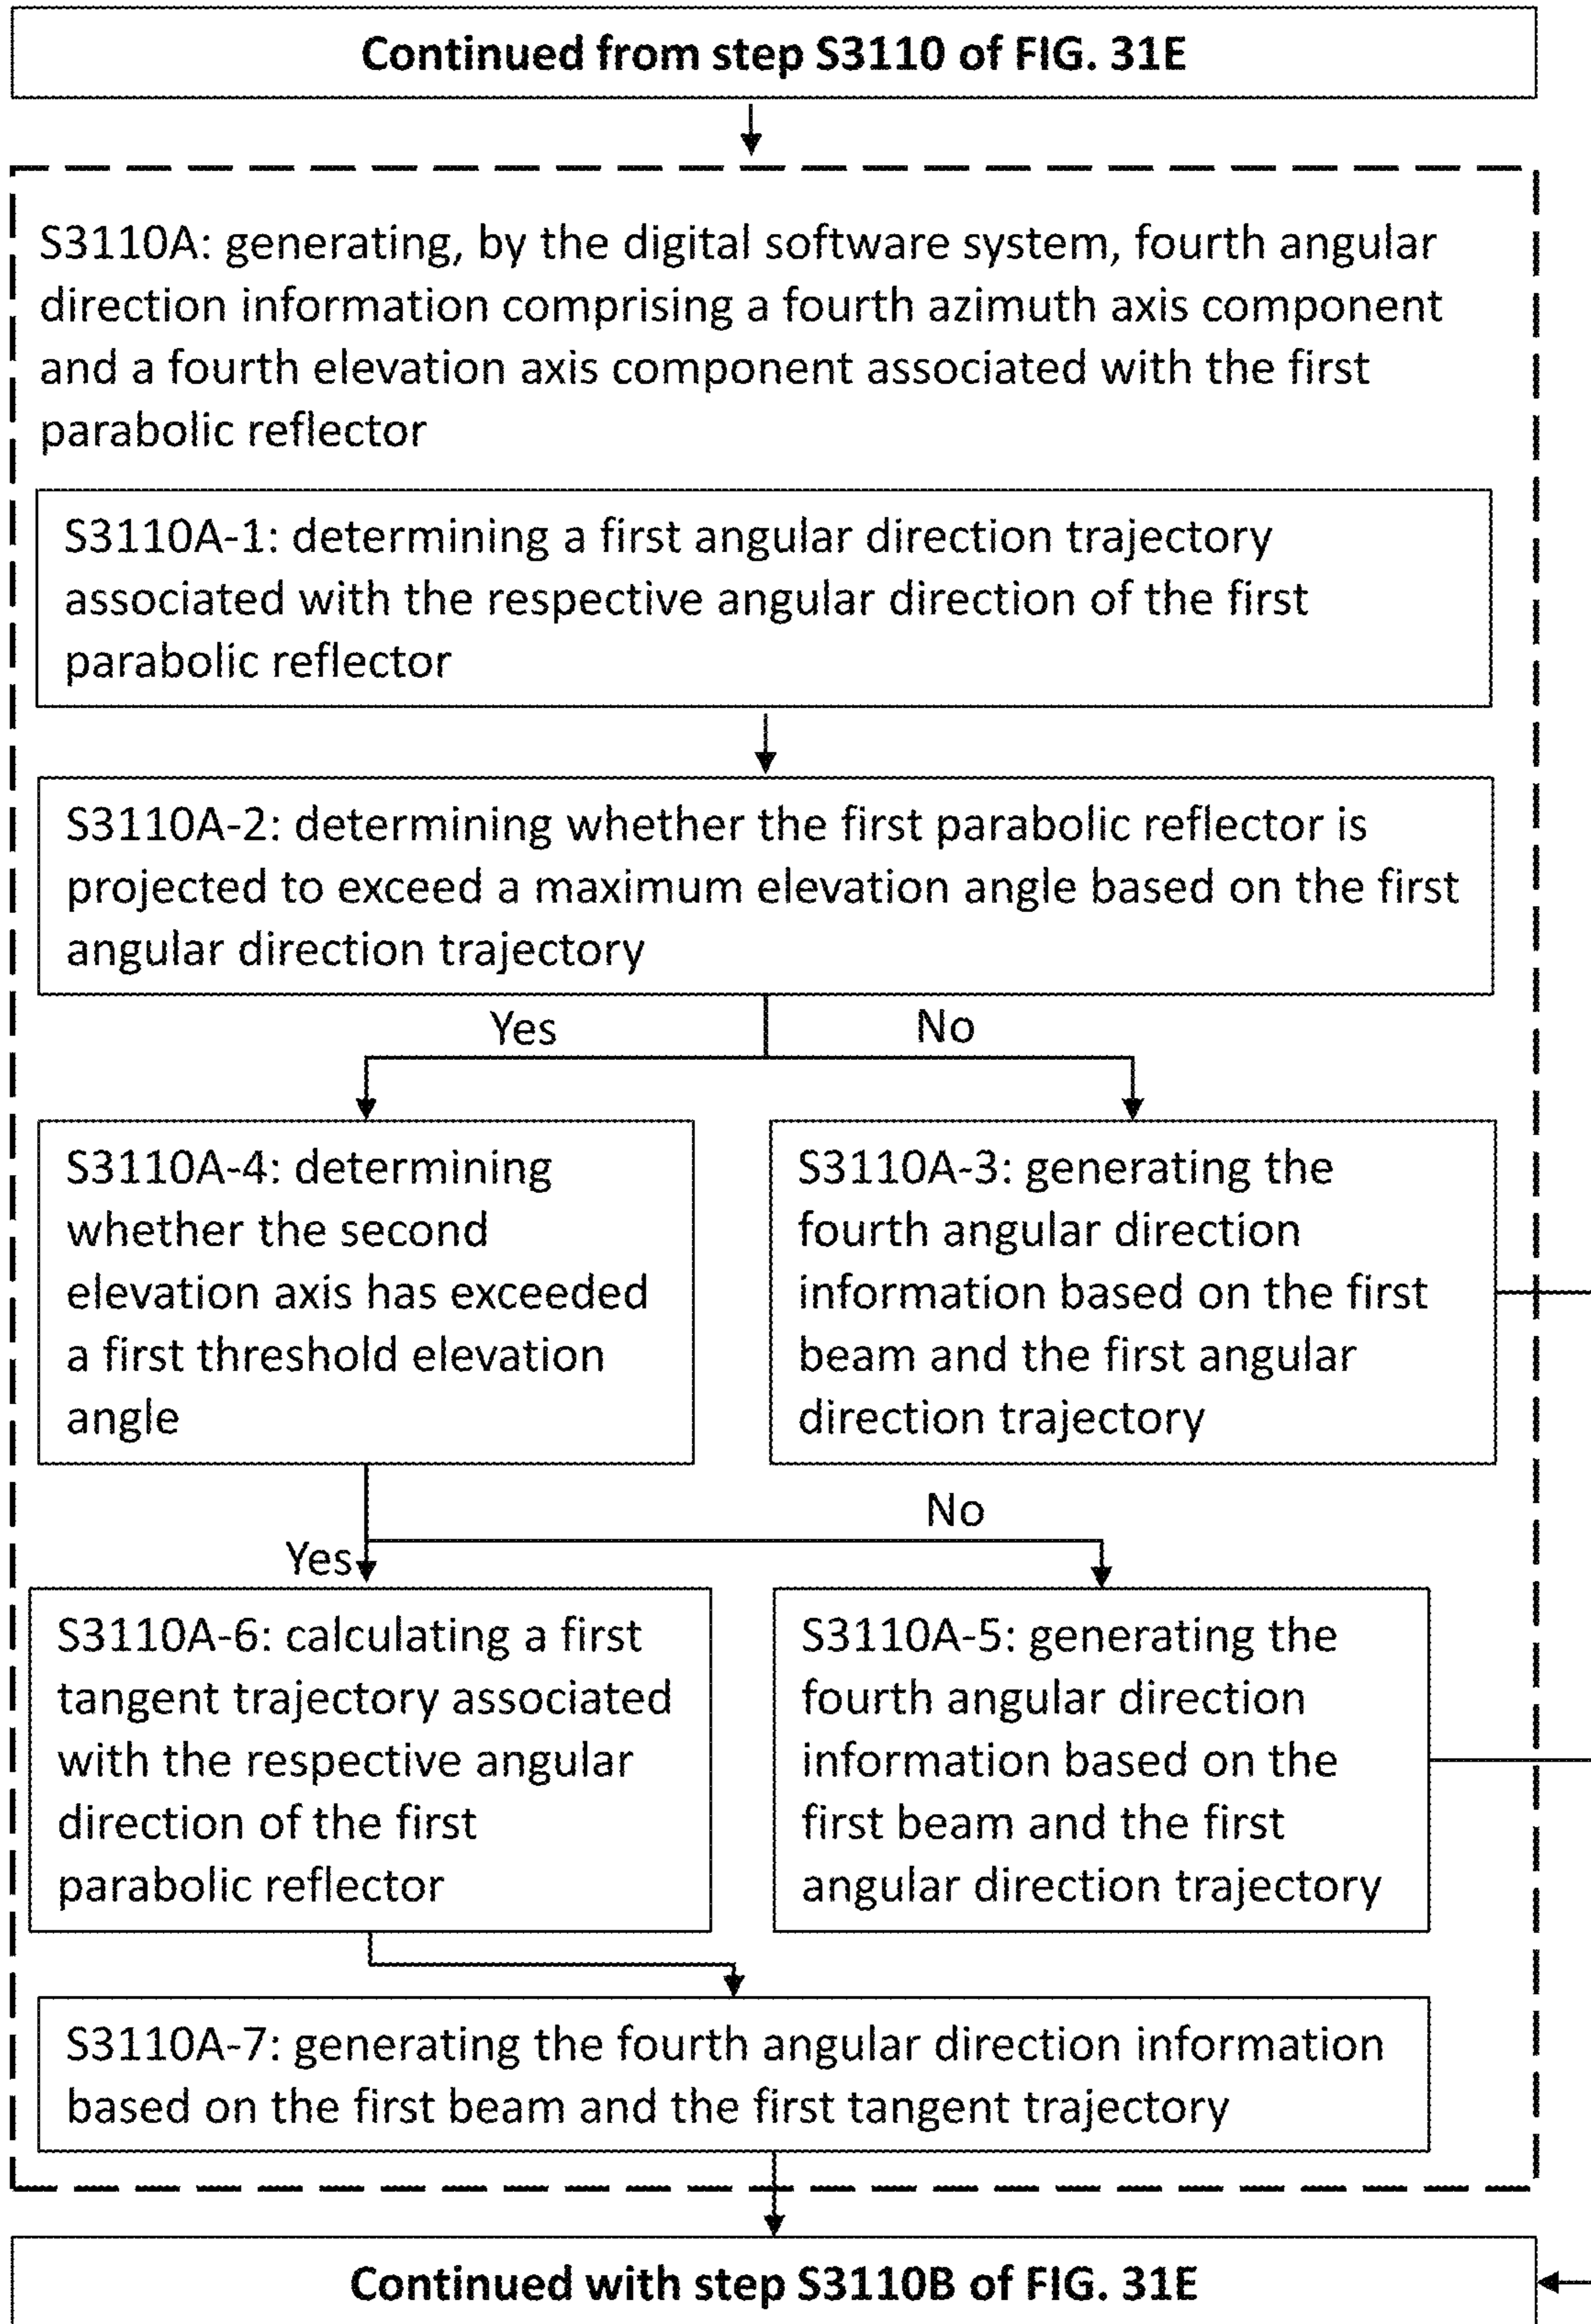 Continued from step S3110 of FIG. 31E
S3110A: generating, by the digital software system, fourth angular
direction information comprising a fourth azimuth axis component
and a fourth elevation axis component associated with the first
parabolic reflector
S3110A-1: determining a first angular direction trajectory
associated with the respective angular direction of the first
parabolic reflector
S3110A-2: determining whether the first parabolic reflector is
projected to exceed a maximum elevation angle based on the first
angular direction trajectory
Yes
No
S3110A-4: determining
whether the second
elevation axis has exceeded
a first threshold elevation
angle
S3110A-3: generating the
fourth angular direction
information based on the first
beam and the first angular
direction trajectory
No
Yes
S3110A-6: calculating a first
tangent trajectory associated
with the respective angular
direction of the first
parabolic reflector
S3110A-5: generating the
fourth angular direction
information based on the
first beam and the first
angular direction trajectory
S3110A-7: generating the fourth angular direction information
based on the first beam and the first tangent trajectory
Continued with step S3110B of FIG. 31E